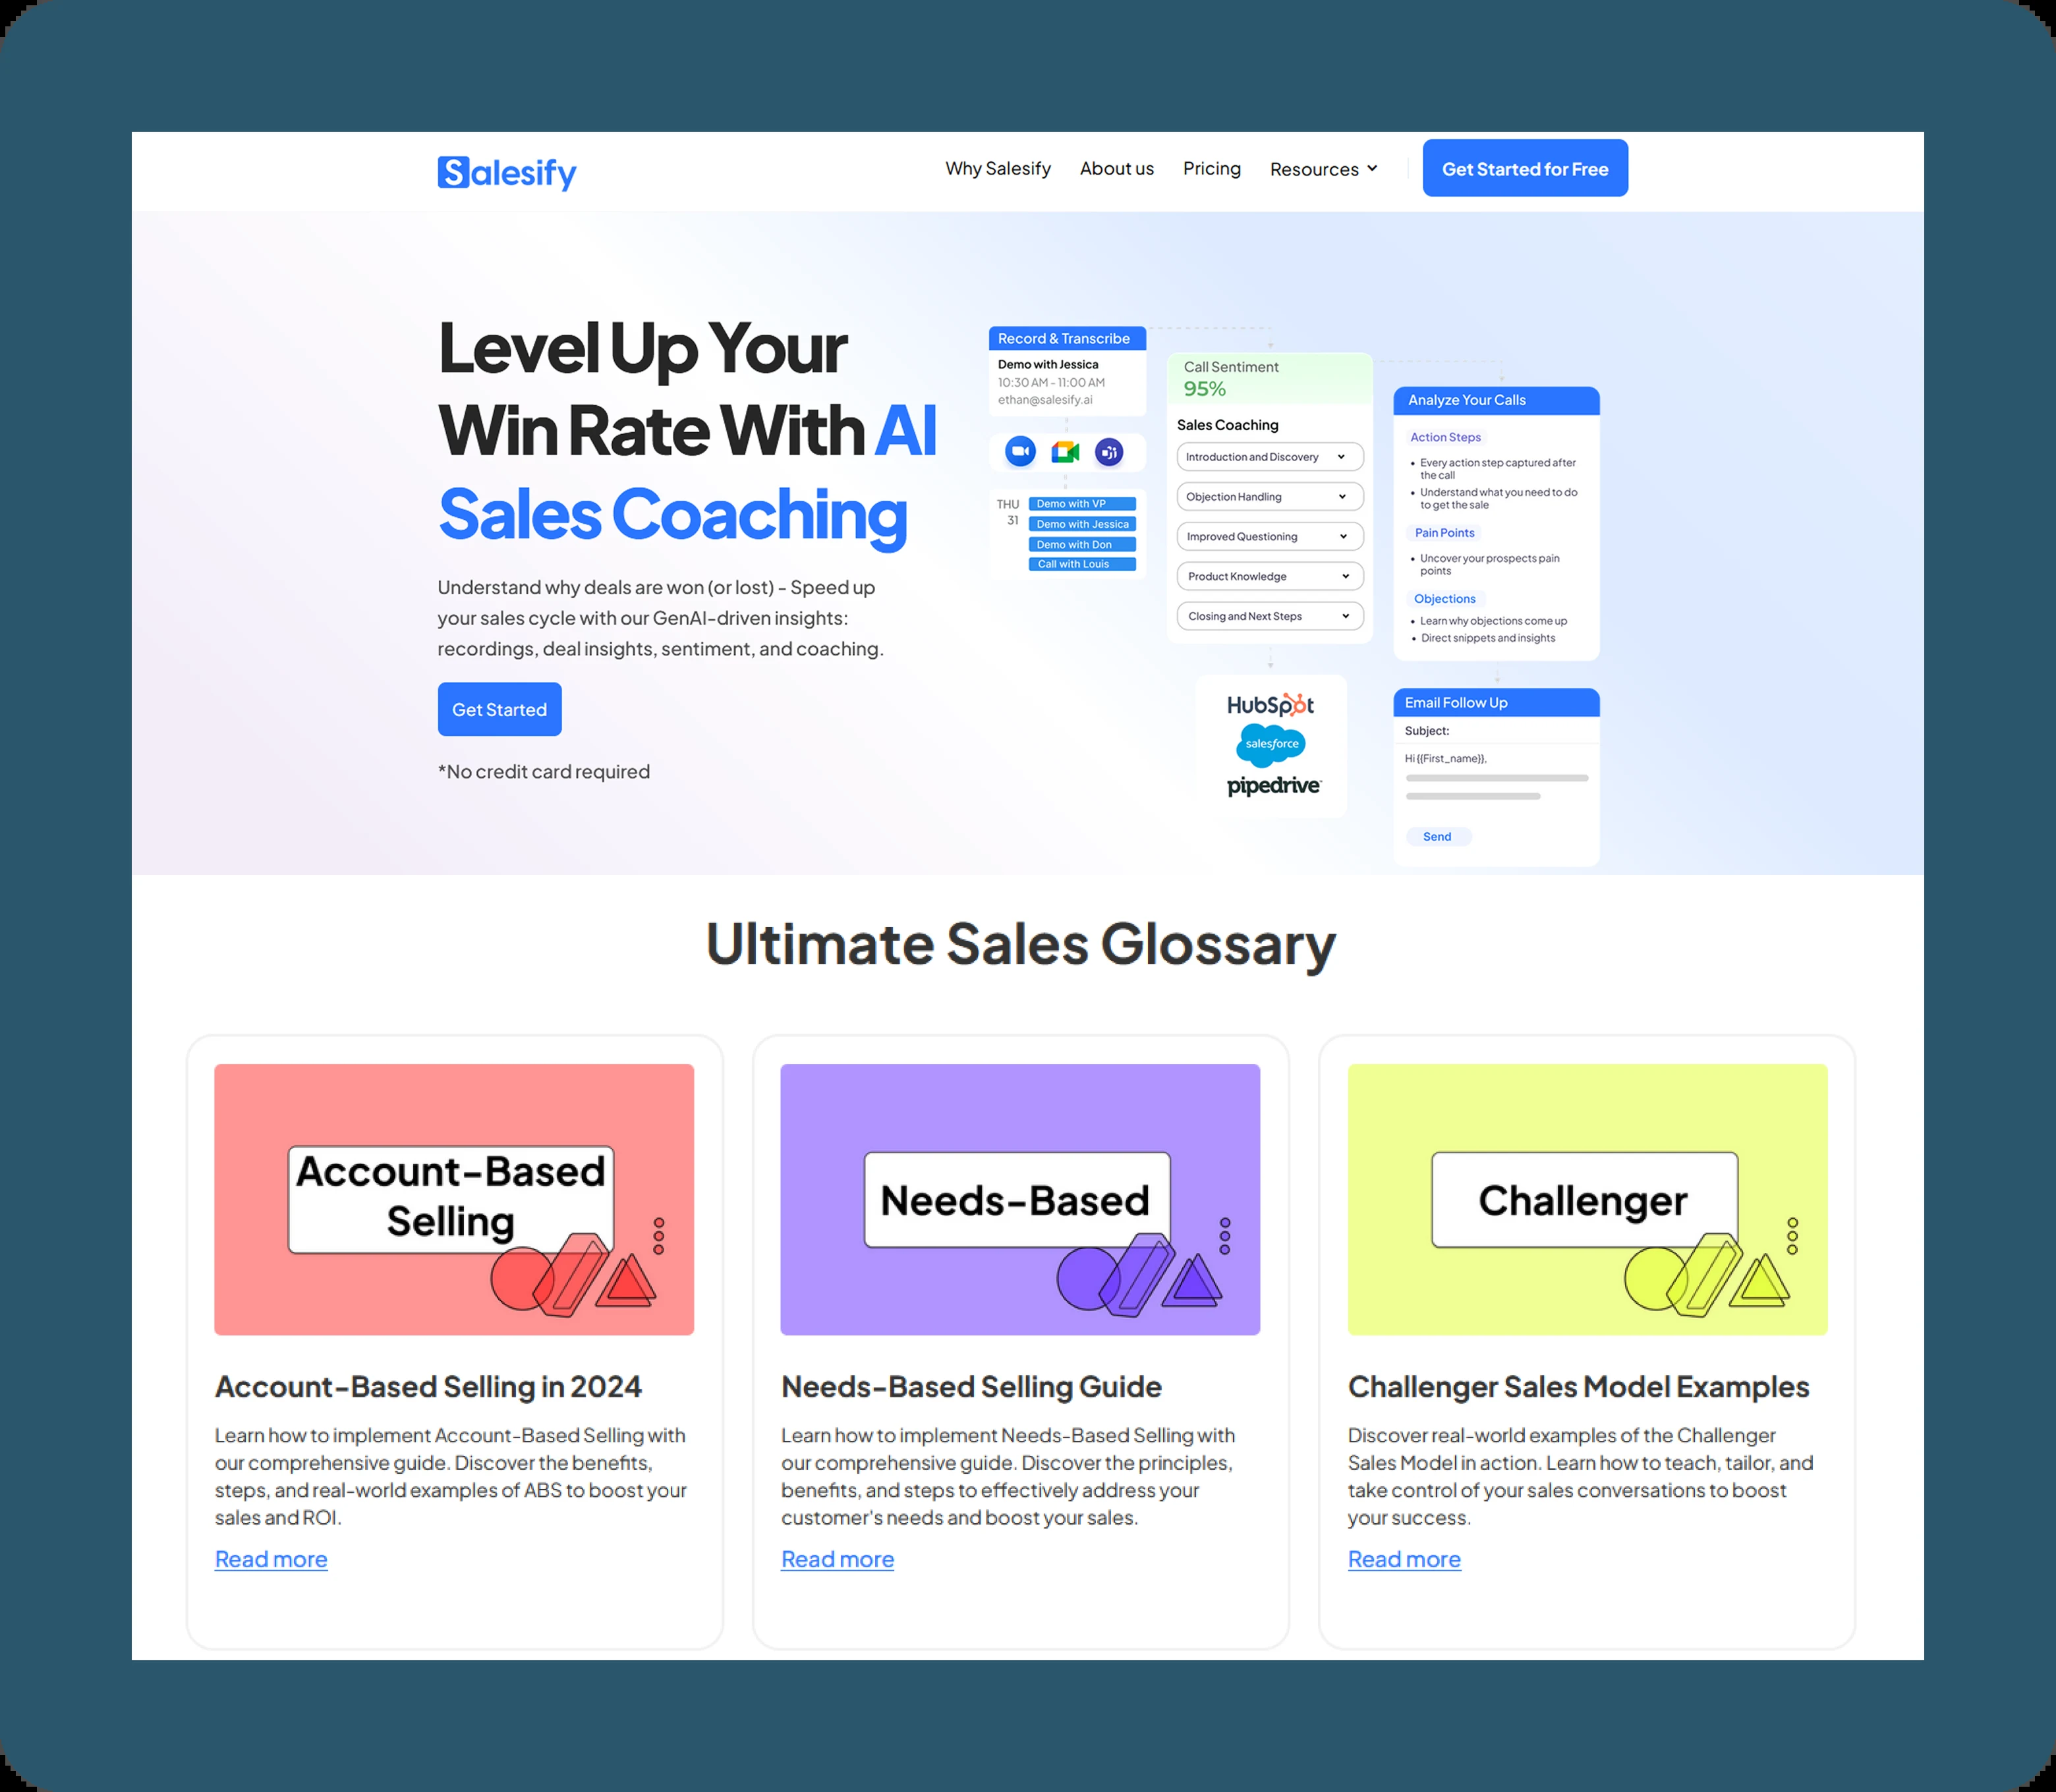 Salesify
Why Salesify
About us
Pricing
Resources
Get Started for Free
Level Up Your
Win Rate With AI
Sales Coaching
Understand why deals are won (or lost) - Speed up
your sales cycle with our GenAI-driven insights:
recordings, deal insights, sentiment, and coaching.
Get Started
*No credit card required
Record & Transcribe
Demo with Jessica
10:30 AM - 11:00 AM
ethan@salesify.ai
THU
31
Demo with VP
Demo with Jessica
Demo with Don
Call with Louis
Call Sentiment
95%
Sales Coaching
Introduction and Discovery
Objection Handling
Improved Questioning
Product Knowledge
Closing and Next Steps
HubSpot
salesforce
pipedrive
Analyze Your Calls
Action Steps
• Every action step captured after
the call
• Understand what you need to do
to get the sale
Pain Points
• Uncover your prospects pain
points
Objections
• Learn why objections come up
• Direct snippets and insights
Email Follow Up
Subject:
Hi {{First_name}},
Send
Ultimate Sales Glossary
Account-Based
Selling
Account-Based Selling in 2024
Learn how to implement Account-Based Selling with
our comprehensive guide. Discover the benefits,
steps, and real-world examples of ABS to boost your
sales and ROI.
Read more
Needs-Based
Needs-Based Selling Guide
Learn how to implement Needs-Based Selling with
our comprehensive guide. Discover the principles,
benefits, and steps to effectively address your
customer's needs and boost your sales.
Read more
Challenger
Challenger Sales Model Examples
Discover real-world examples of the Challenger
Sales Model in action. Learn how to teach, tailor, and
take control of your sales conversations to boost
your success.
Read more